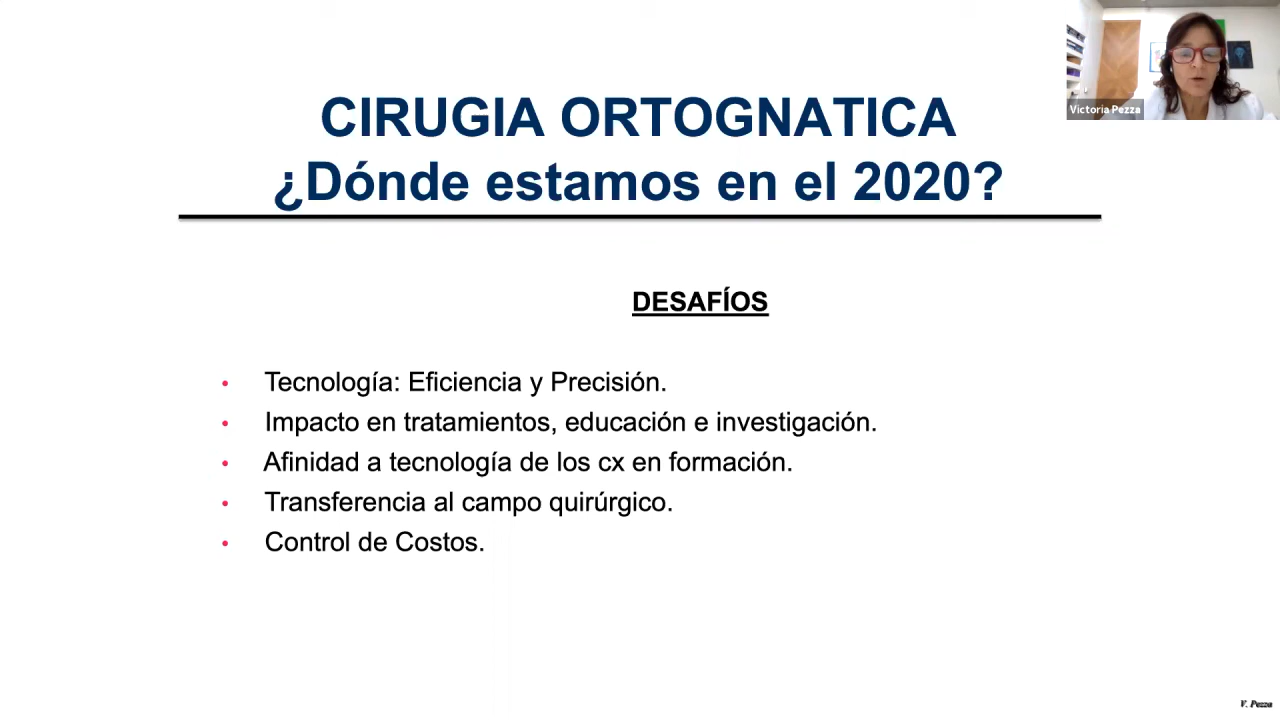 CIRUGIA ORTOGNATICA
¿Dónde estamos en el 2020?
Victoria Pezza
DESAFÍOS
• Tecnología: Eficiencia y Precisión.
• Impacto en tratamientos, educación e investigación.
• Afinidad a tecnología de los cx en formación.
• Transferencia al campo quirúrgico.
• Control de Costos.
V. Pezza